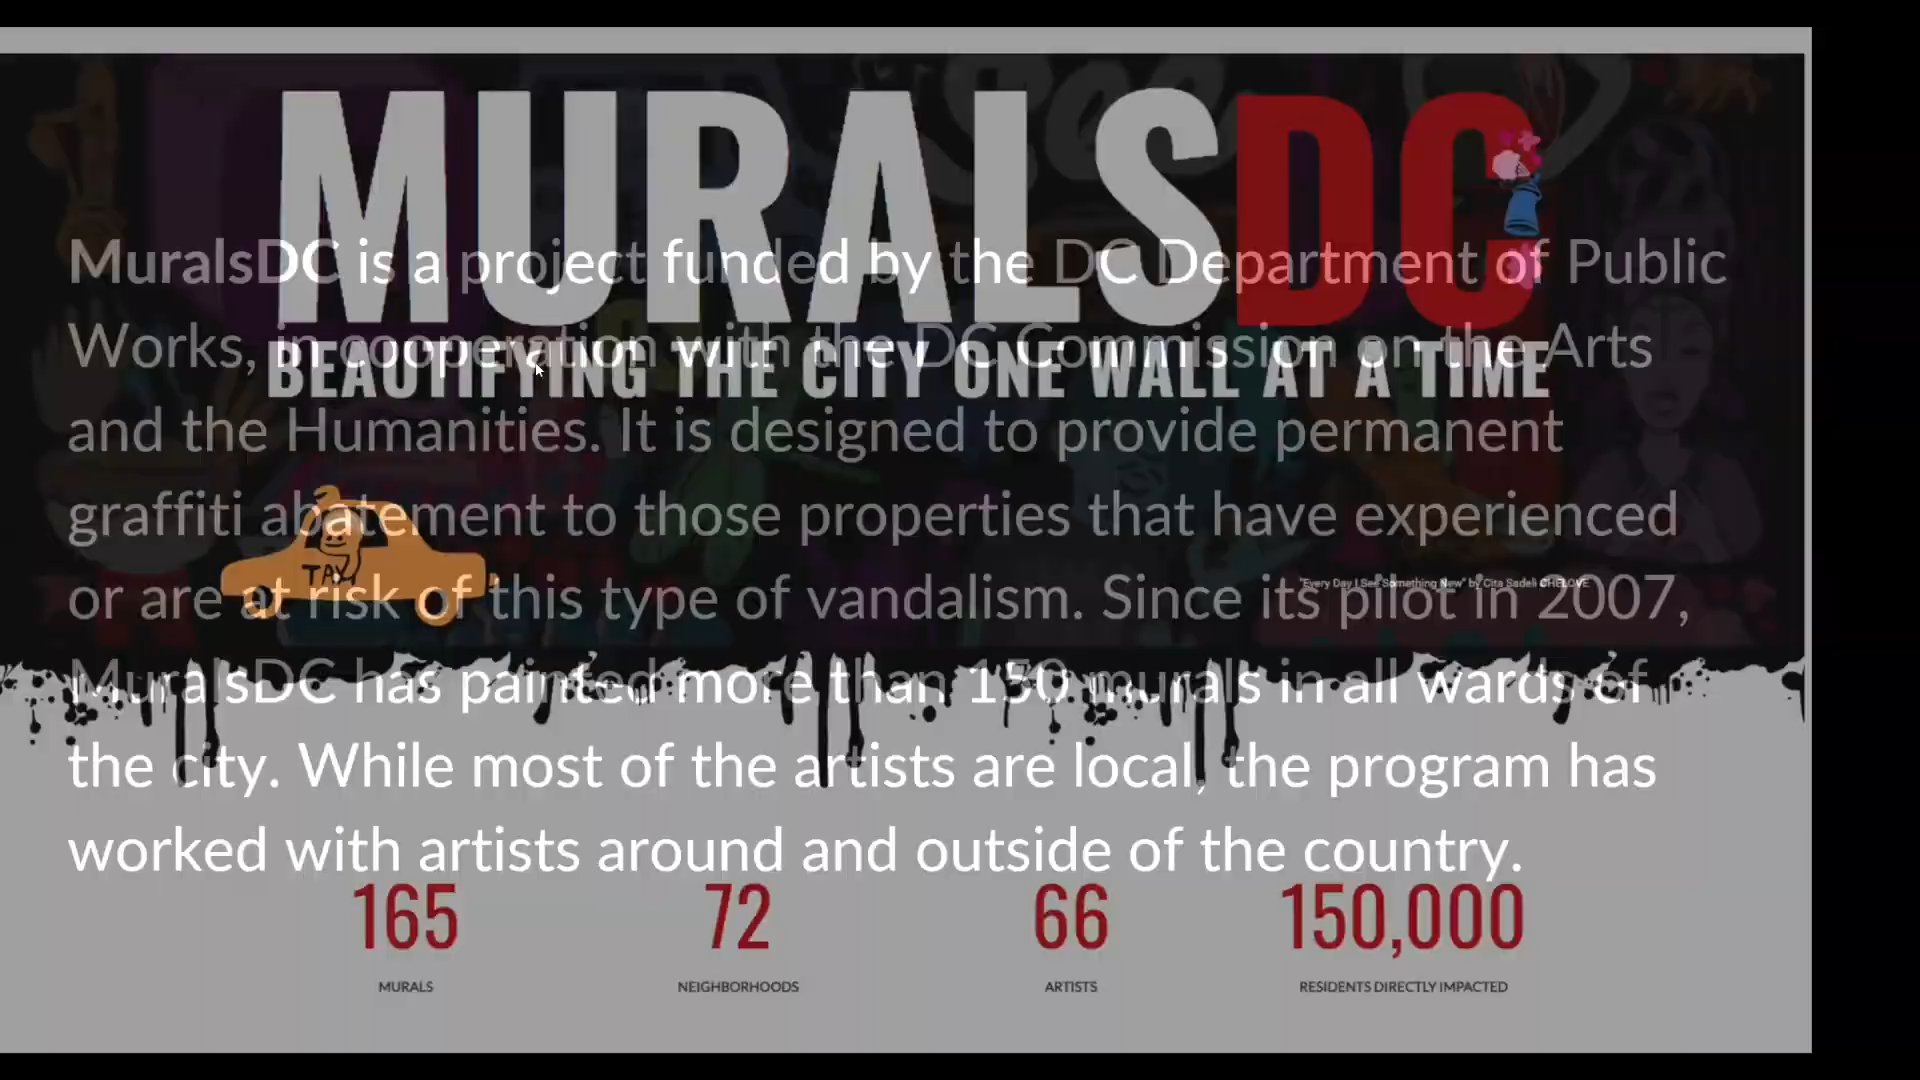 MURALSDC
MuralsDC is a project funded by the DC Department of Public
Works, in cooperation with the DC Commission on the Arts
BEAUTIFYING THE CITY ONE WALL AT A TIME
and the Humanities. It is designed to provide permanent
graffiti abatement to those properties that have experienced
TAXI
"Every Day I See Something New" by Cita Sadeli CHELOVE
or are at risk of this type of vandalism. Since its pilot in 2007,
MuralsDC has painted more than 150 murals in all wards of
the city. While most of the artists are local, the program has
worked with artists around and outside of the country.
165 72 66 150,000
MURALS NEIGHBORHOODS ARTISTS RESIDENTS DIRECTLY IMPACTED